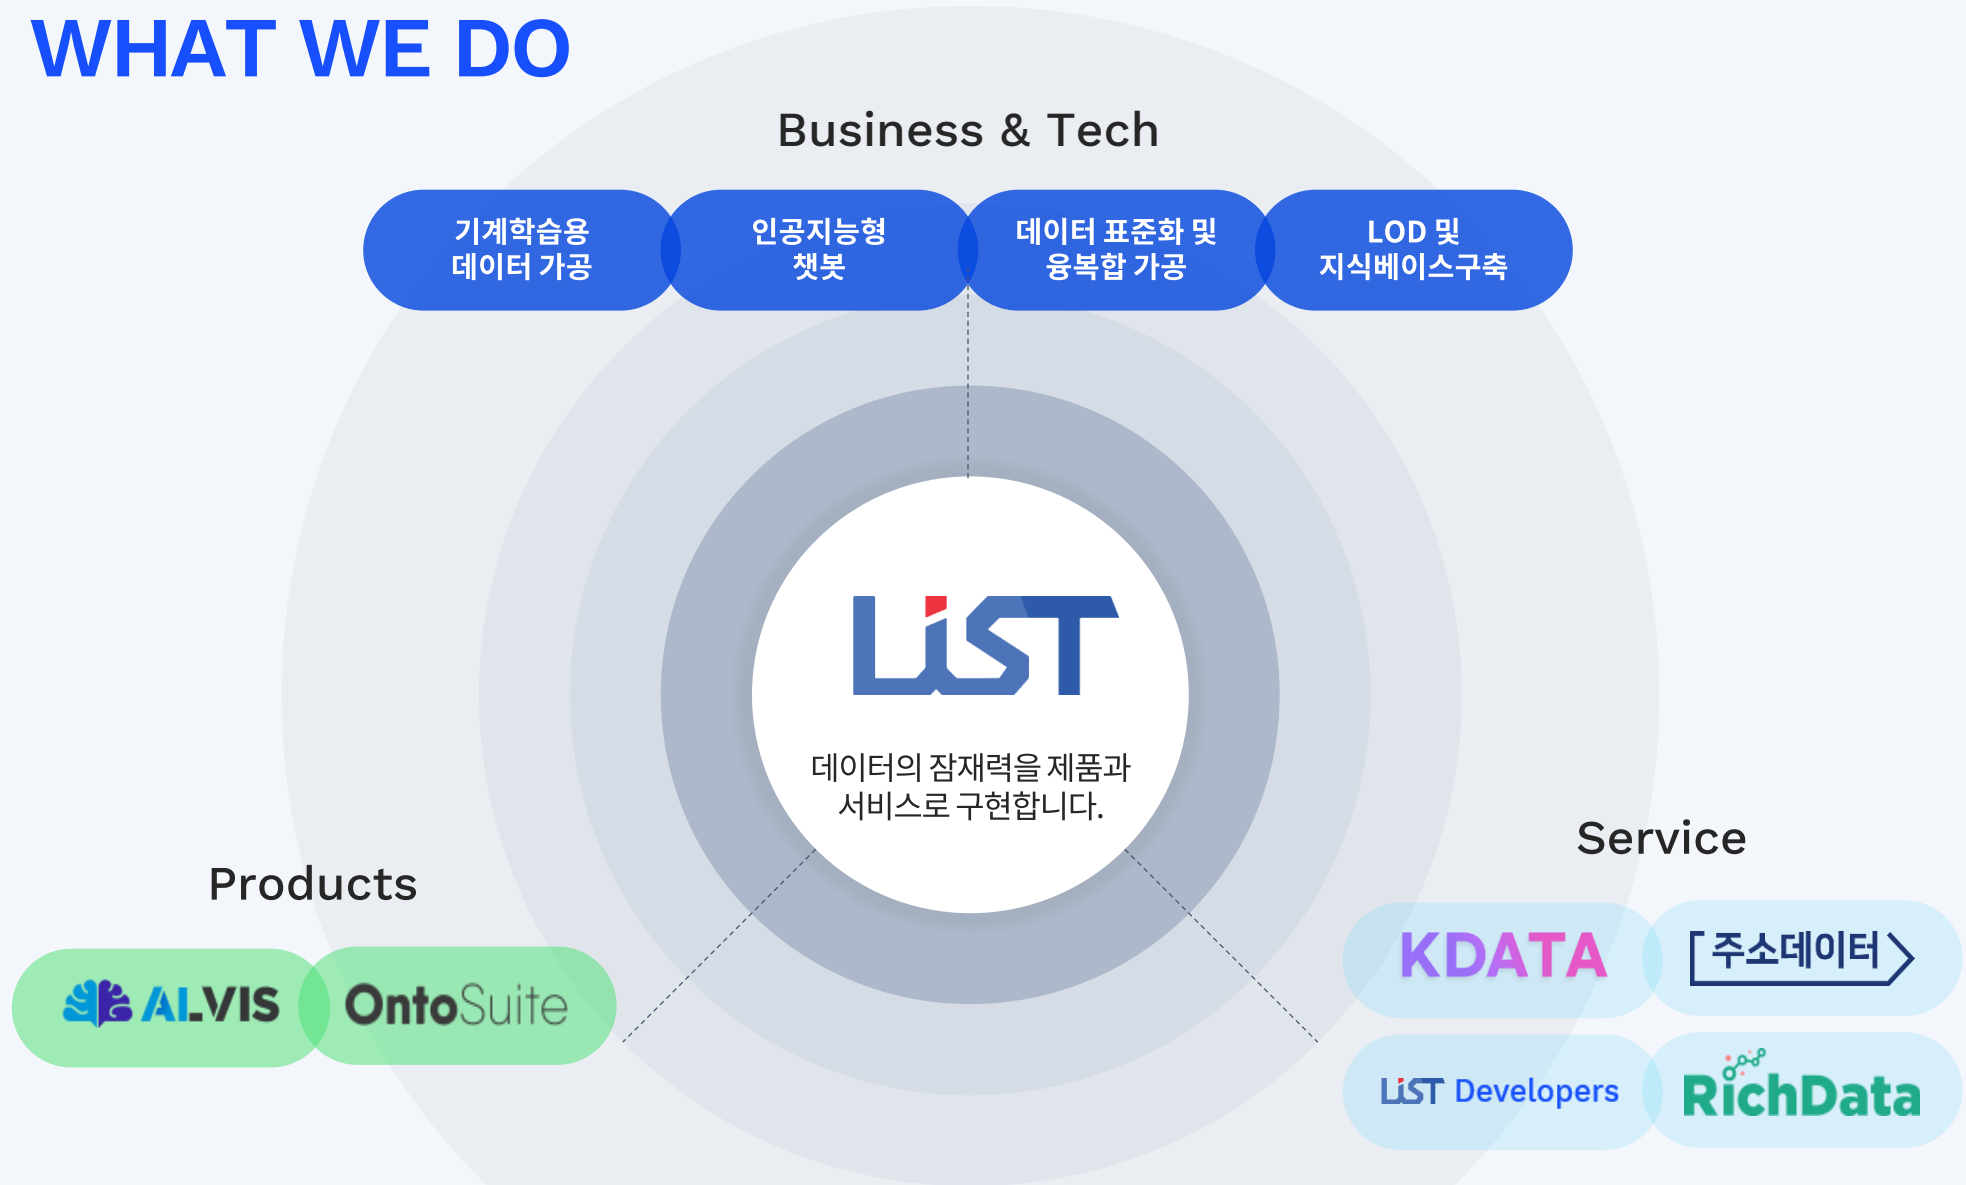 WHAT WE DO
Business & Tech
기계학습용
데이터 가공
인공지능형
챗봇
데이터 표준화 및
융복합 가공
LOD 및
지식베이스구축
LiST
데이터의 잠재력을 제품과
서비스로 구현합니다.
Products
ALVIS
OntoSuite
Service
KDATA
주소데이터
LiST Developers
RichData